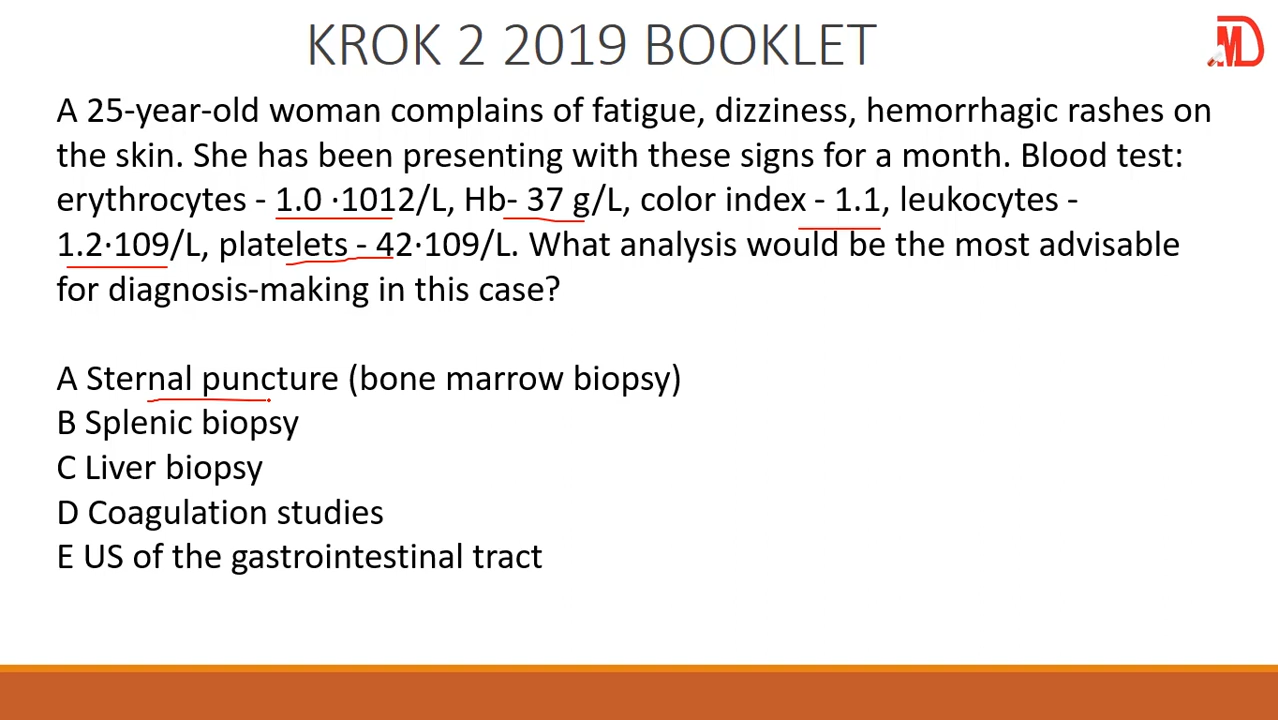 KROK 2 2019 BOOKLET
MD
A 25-year-old woman complains of fatigue, dizziness, hemorrhagic rashes on
the skin. She has been presenting with these signs for a month. Blood test:
erythrocytes - 1.0 ·1012/L, Hb- 37 g/L, color index - 1.1, leukocytes -
1.2·109/L, platelets - 42·109/L. What analysis would be the most advisable
for diagnosis-making in this case?
A Sternal puncture (bone marrow biopsy)
B Splenic biopsy
C Liver biopsy
D Coagulation studies
E US of the gastrointestinal tract